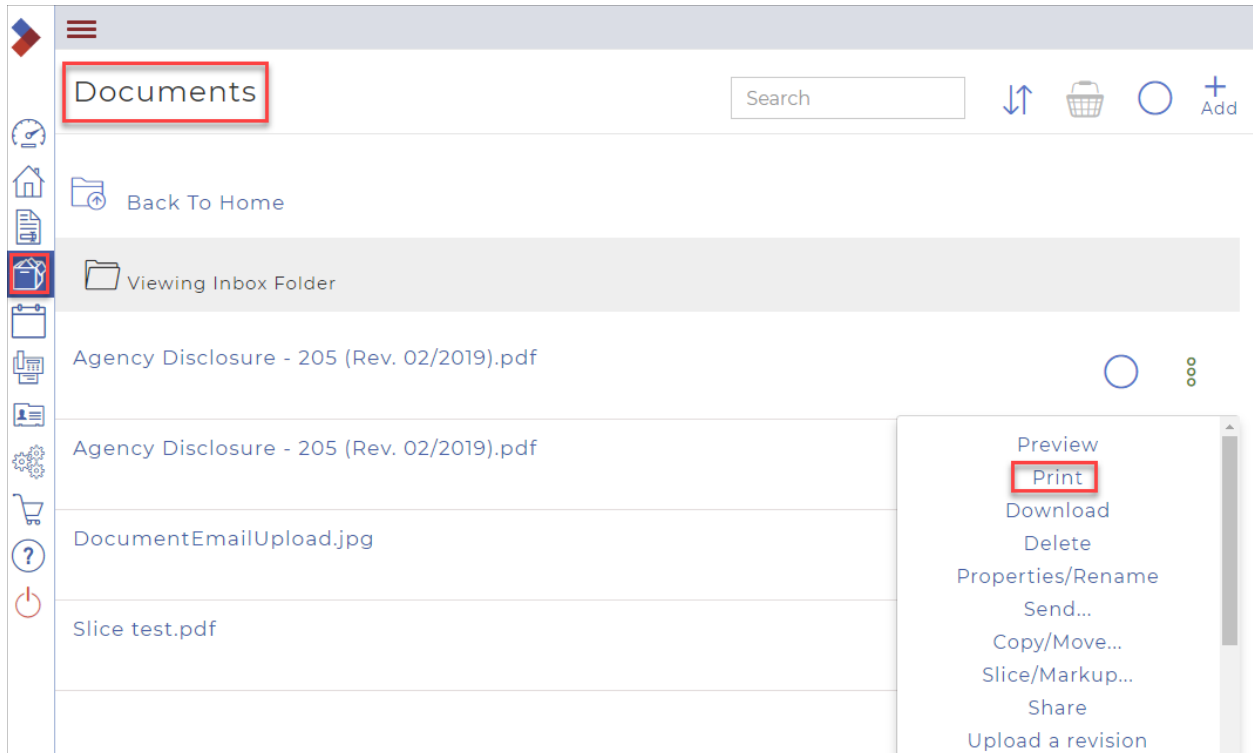 Documents
Search
Add
Back To Home
Viewing Inbox Folder
Agency Disclosure - 205 (Rev. 02/2019).pdf
Agency Disclosure - 205 (Rev. 02/2019).pdf
DocumentEmailUpload.jpg
Slice test.pdf
Preview
Print
Download
Delete
Properties/Rename
Send...
Copy/Move...
Slice/Markup...
Share
Upload a revision